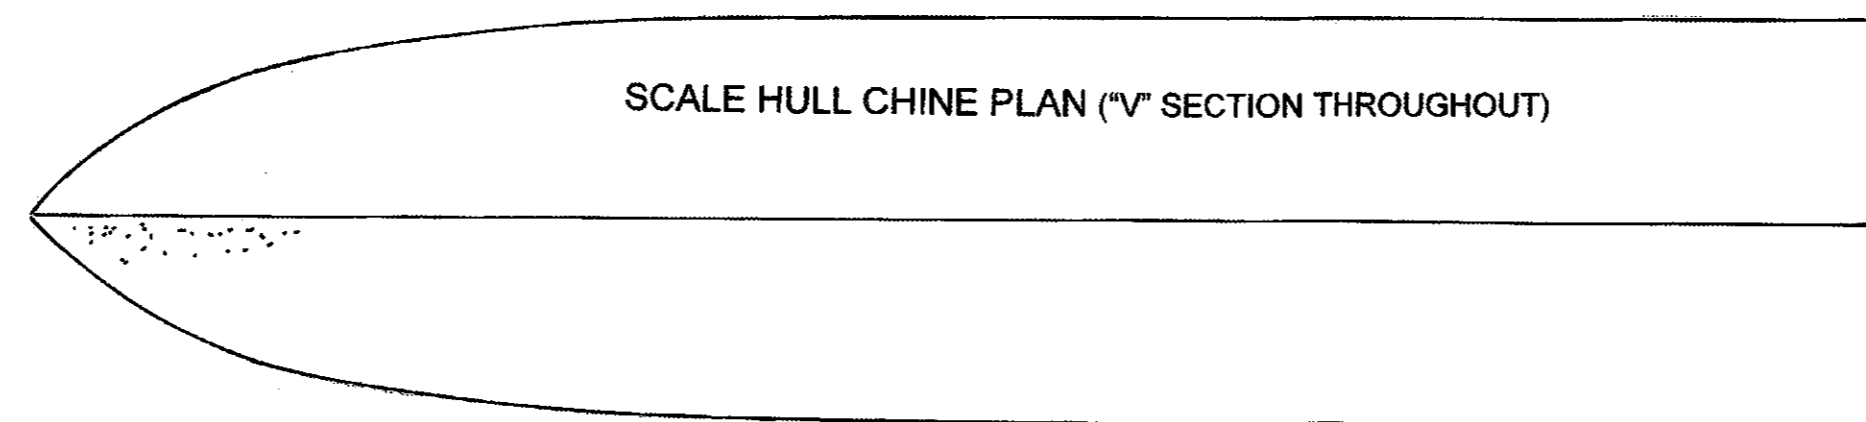 SCALE HULL CHINE PLAN (“V” SECTION THROUGHOUT)